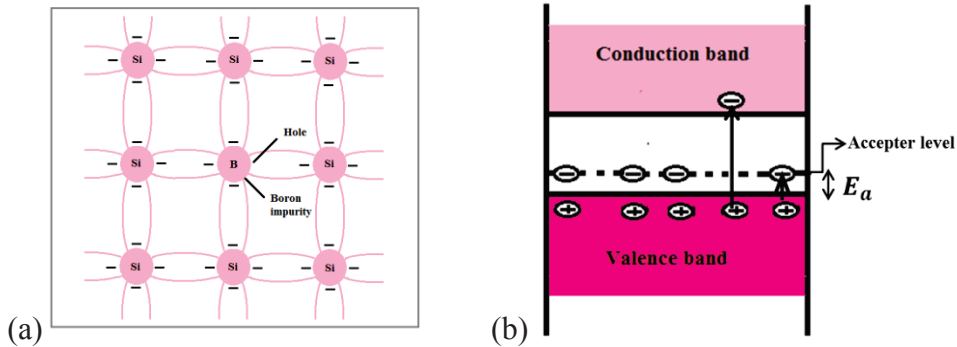 Si Si Si
Hole
Si B Si
Boron
impurity
Si Si Si
(a)
Conduction band
Accepter level
E_a
Valence band
(b)